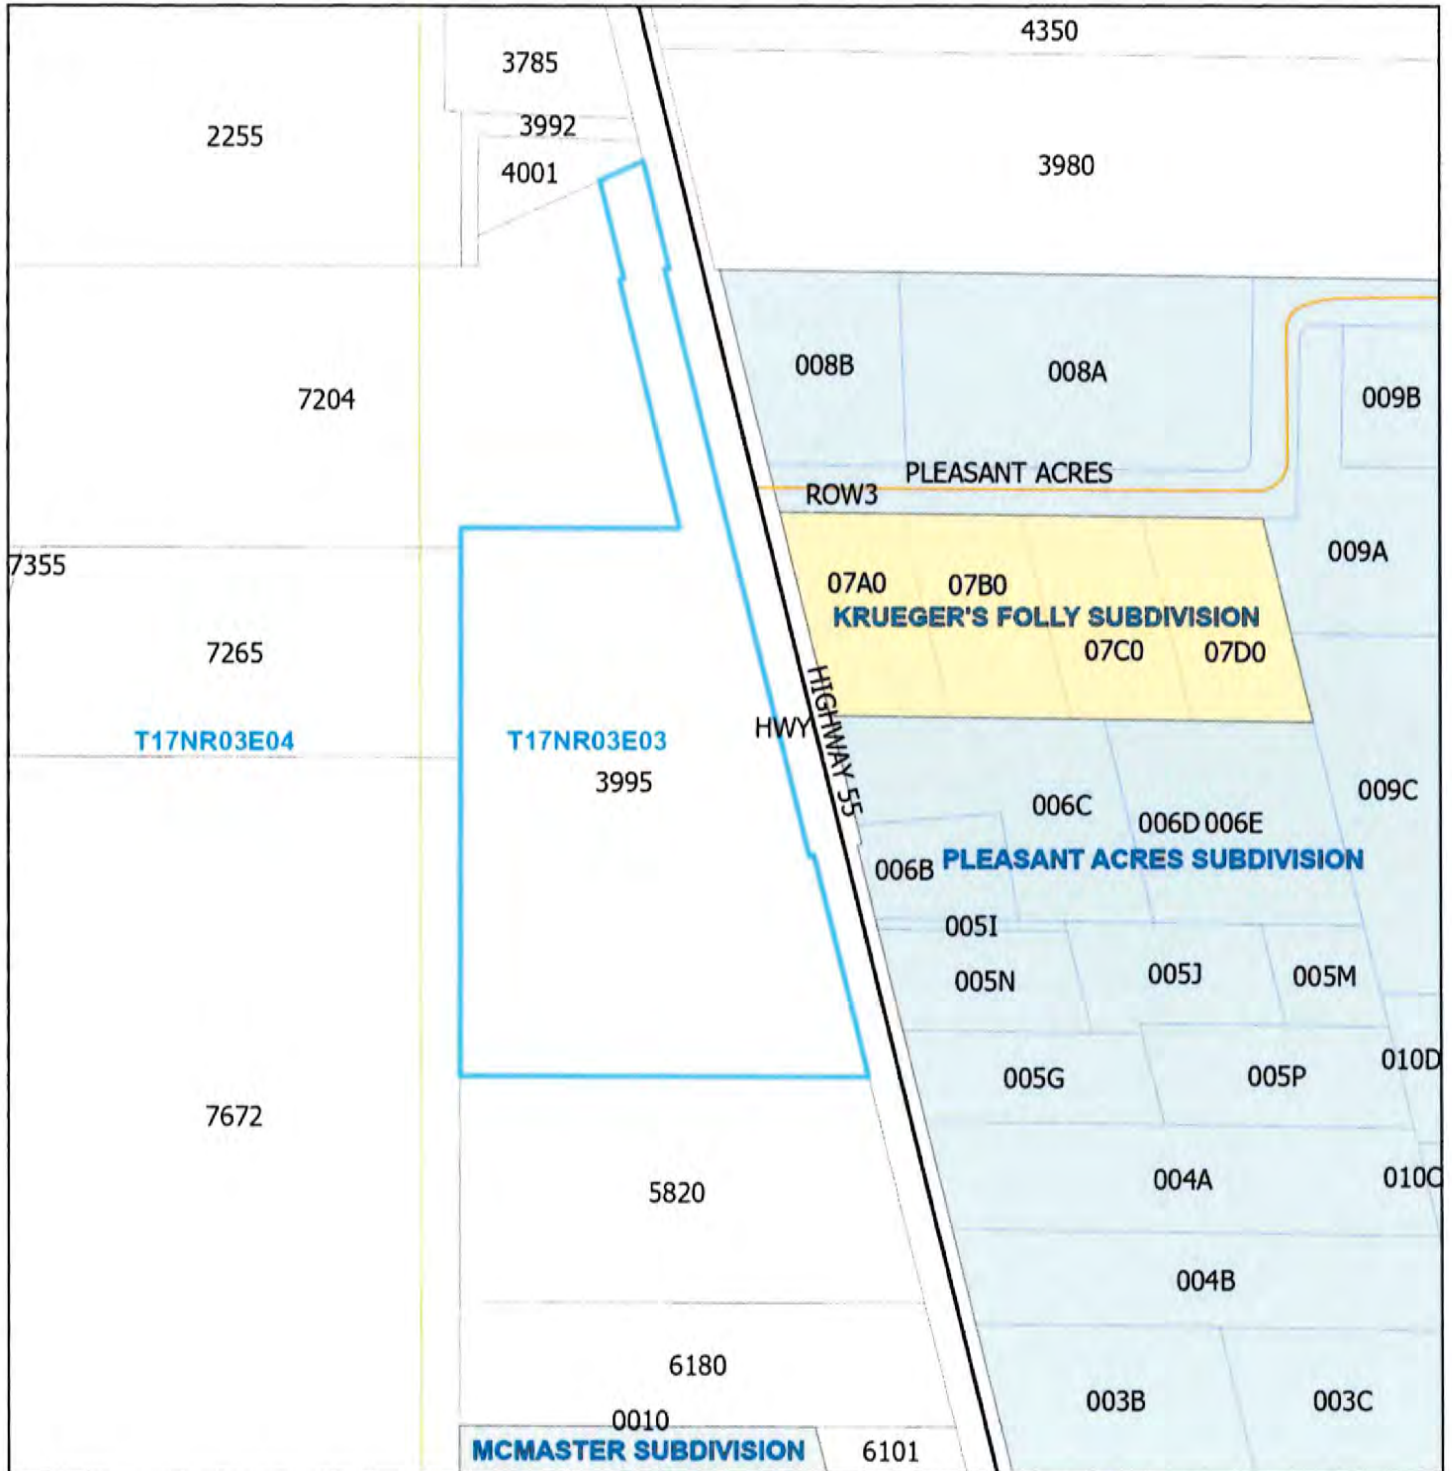 4350
3785
3992
2255
3980
4001
008B
008A
009B
7204
PLEASANT ACRES
ROW3
009A
7355
07A0
07B0
KRUEGER'S FOLLY SUBDIVISION
7265
07C0
07D0
HIGHWAY 55
HWY
T17NR03E04
T17NR03E03
3995
009C
006C
006D
006E
PLEASANT ACRES SUBDIVISION
006B
005I
005N
005J
005M
010D
005G
005P
7672
004A
010C
5820
004B
6180
003B
003C
0010
MCMASTER SUBDIVISION
6101